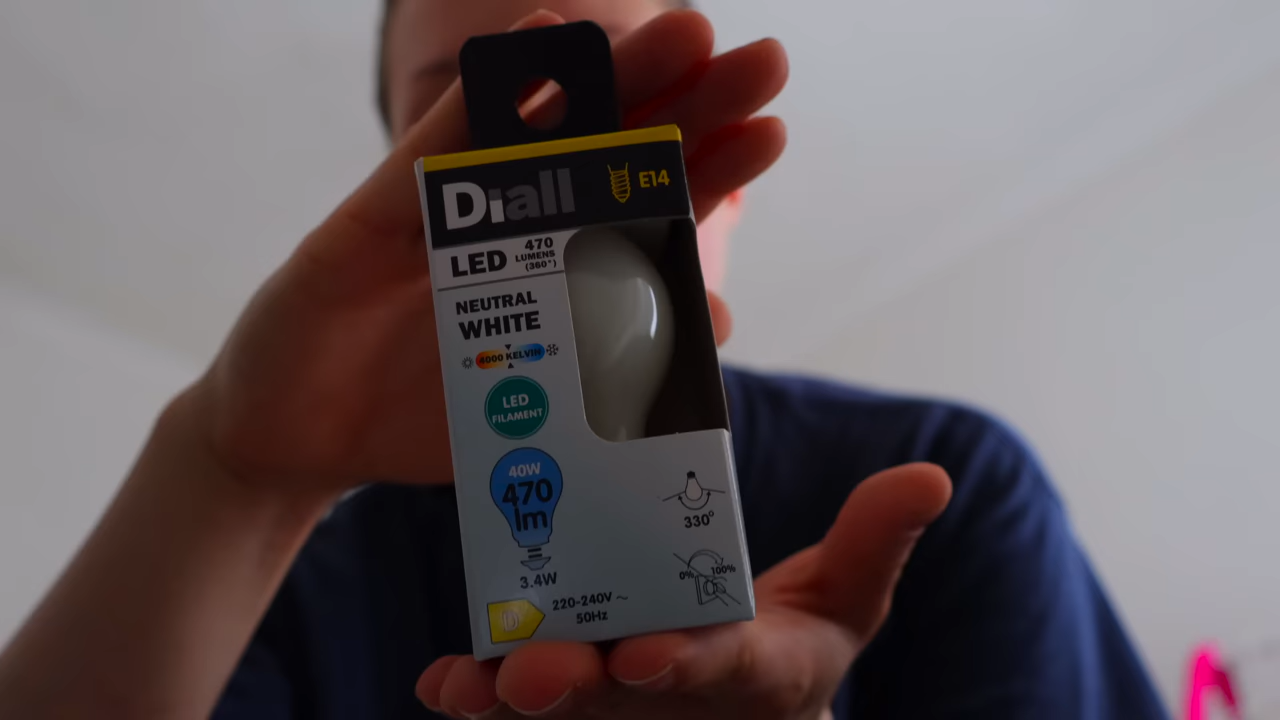 Diall
E14
LED
470
LUMENS
(360°)
NEUTRAL
WHITE
4000 KELVIN
LED
FILAMENT
40W
470
lm
3.4W
330°
0% 100%
D
220-240V ~
50Hz